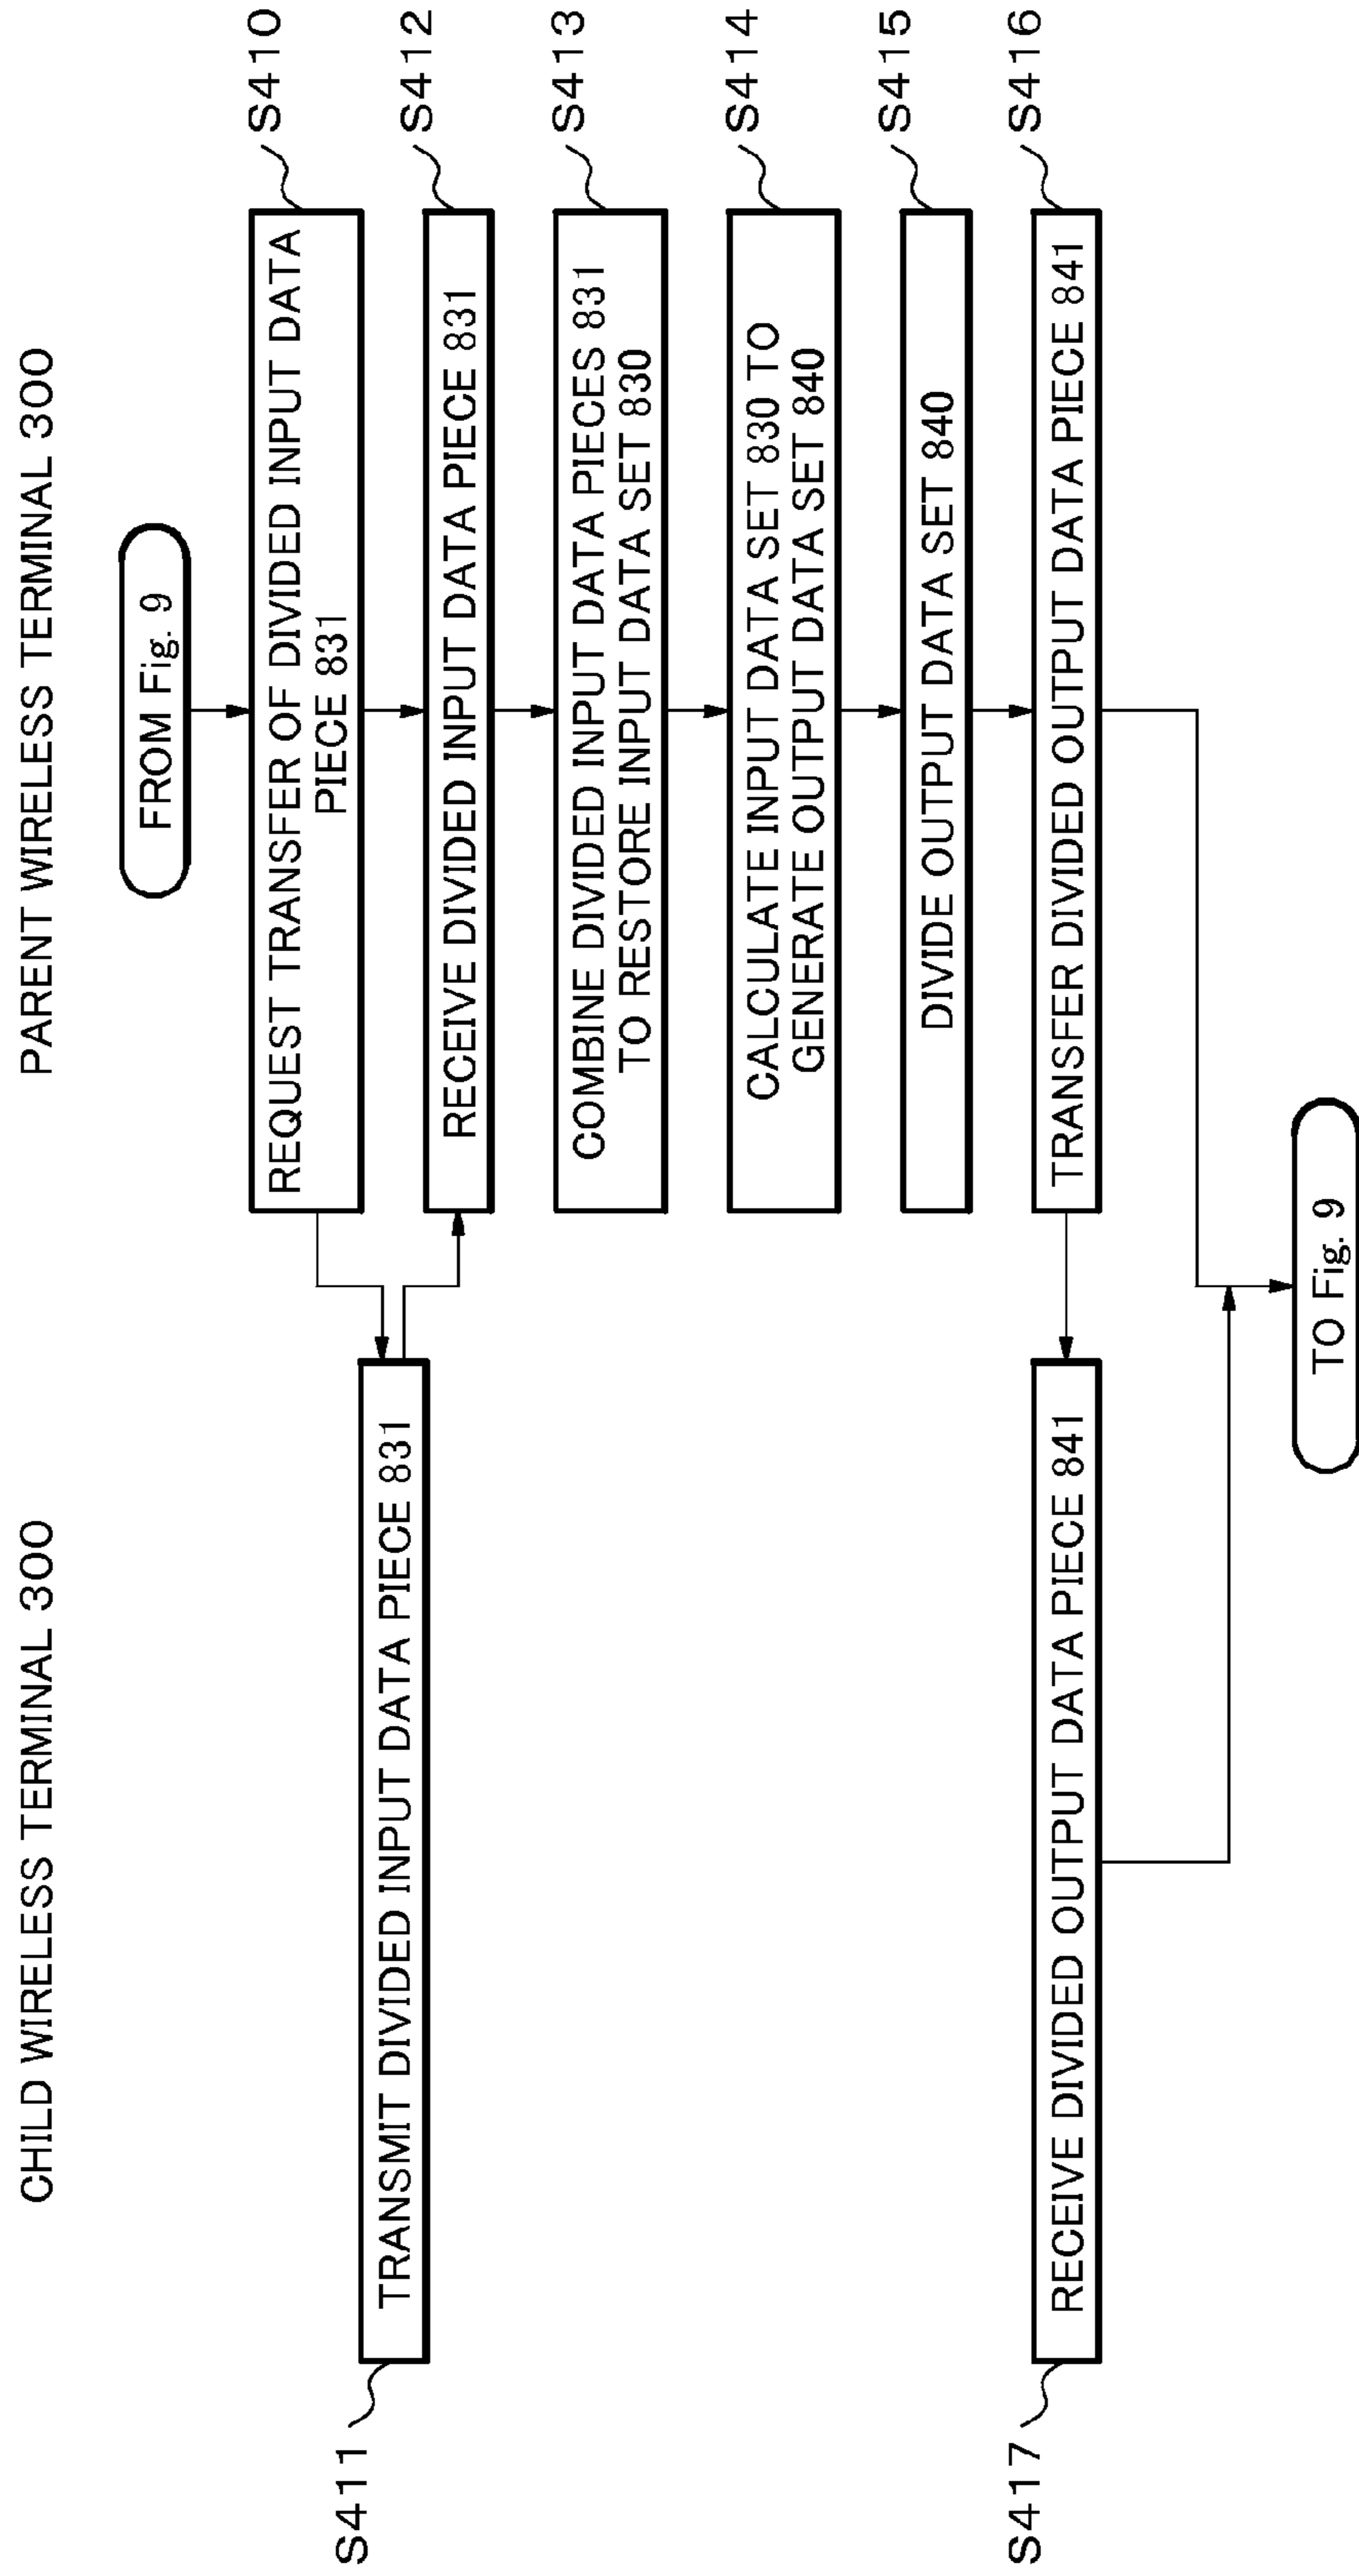 CHILD WIRELESS TERMINAL 300
PARENT WIRELESS TERMINAL 300
FROM Fig. 9
REQUEST TRANSFER OF DIVIDED INPUT DATA
PIECE 831
S410
S411
TRANSMIT DIVIDED INPUT DATA PIECE 831
RECEIVE DIVIDED INPUT DATA PIECE 831
S412
COMBINE DIVIDED INPUT DATA PIECES 831
TO RESTORE INPUT DATA SET 830
S413
CALCULATE INPUT DATA SET 830 TO
GENERATE OUTPUT DATA SET 840
S414
DIVIDE OUTPUT DATA SET 840
S415
S417
RECEIVE DIVIDED OUTPUT DATA PIECE 841
TRANSFER DIVIDED OUTPUT DATA PIECE 841
S416
TO Fig. 9